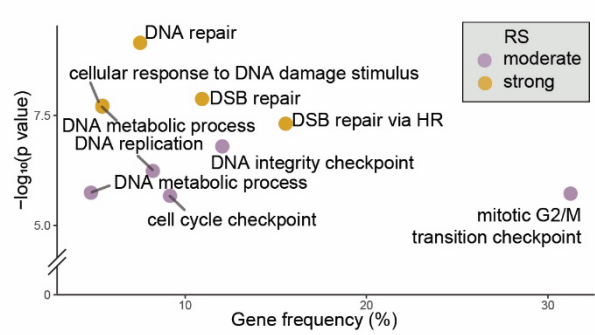 DNA repair
RS
moderate
strong
cellular response to DNA damage stimulus
DSB repair
DSB repair via HR
DNA metabolic process
DNA replication
DNA integrity checkpoint
DNA metabolic process
cell cycle checkpoint
mitotic G2/M
transition checkpoint
−log₁₀(p value)
7.5
5.0
0
10
20
30
Gene frequency (%)